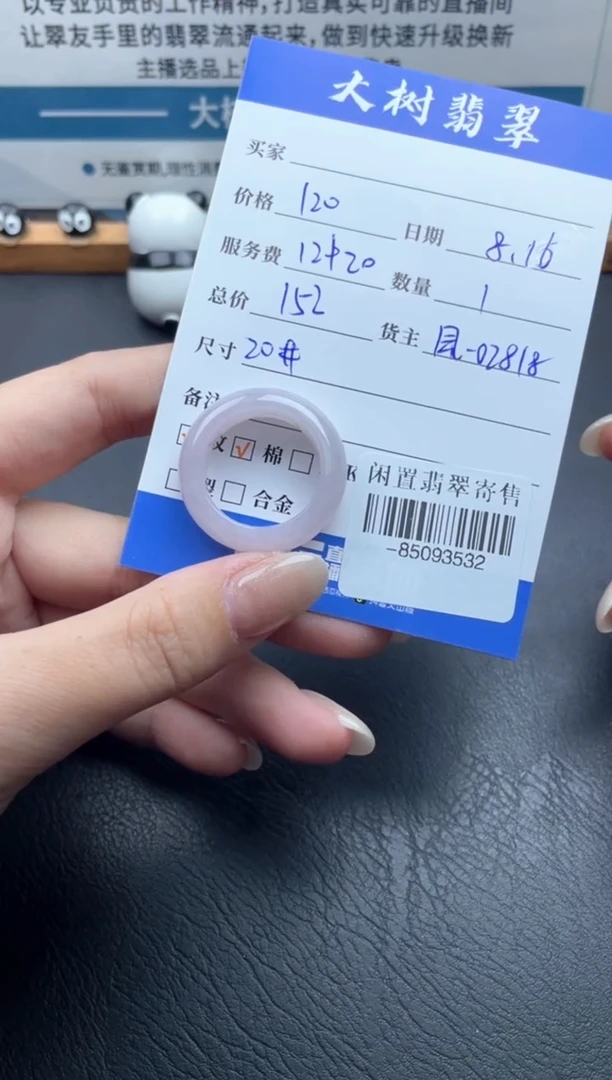 以专业负责的工作精神,打造真实可靠的直播间
让翠友手里的翡翠流通起来,做到快速升级换新
主播选品上
大
大树翡翠
买家
价格 120 日期 8.16
服务费 12+20 数量 1
总价 152 货主 -02818
尺寸 20#
备注
纹 √ 棉
合金
闲置翡翠寄售
-85093532